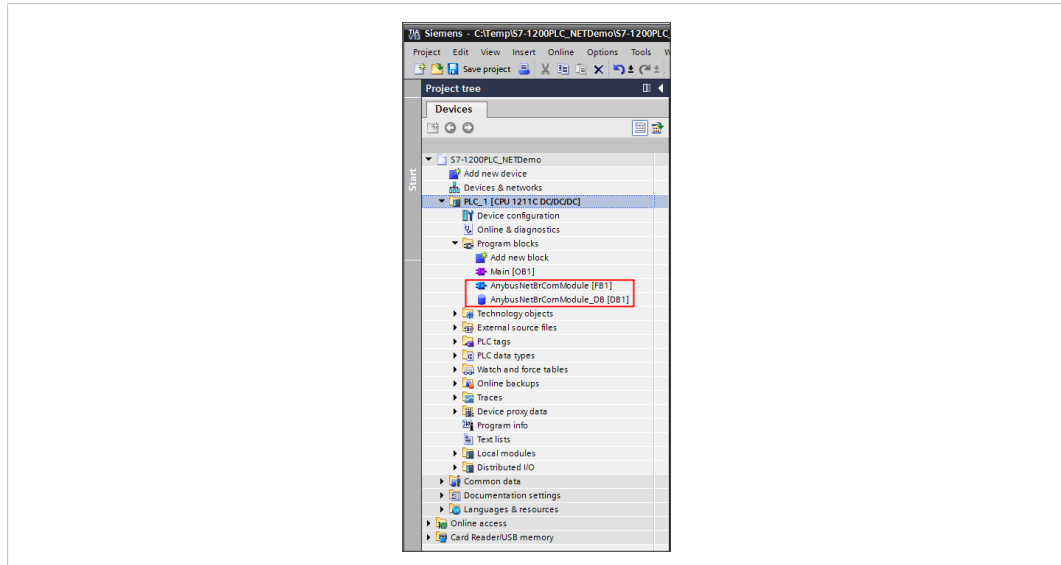 Siemens - C:\Temp\S7-1200PLC_NETDemo\S7-1200PLC_
Project Edit View Insert Online Options Tools W
Save project
Project tree
Devices
Start
S7-1200PLC_NETDemo
Add new device
Devices & networks
PLC_1 [CPU 1211C DC/DC/DC]
Device configuration
Online & diagnostics
Program blocks
Add new block
Main [OB1]
AnybusNetBrComModule [FB1]
AnybusNetBrComModule_DB [DB1]
Technology objects
External source files
PLC tags
PLC data types
Watch and force tables
Online backups
Traces
Device proxy data
Program info
Text lists
Local modules
Distributed I/O
Common data
Documentation settings
Languages & resources
Online access
Card Reader/USB memory